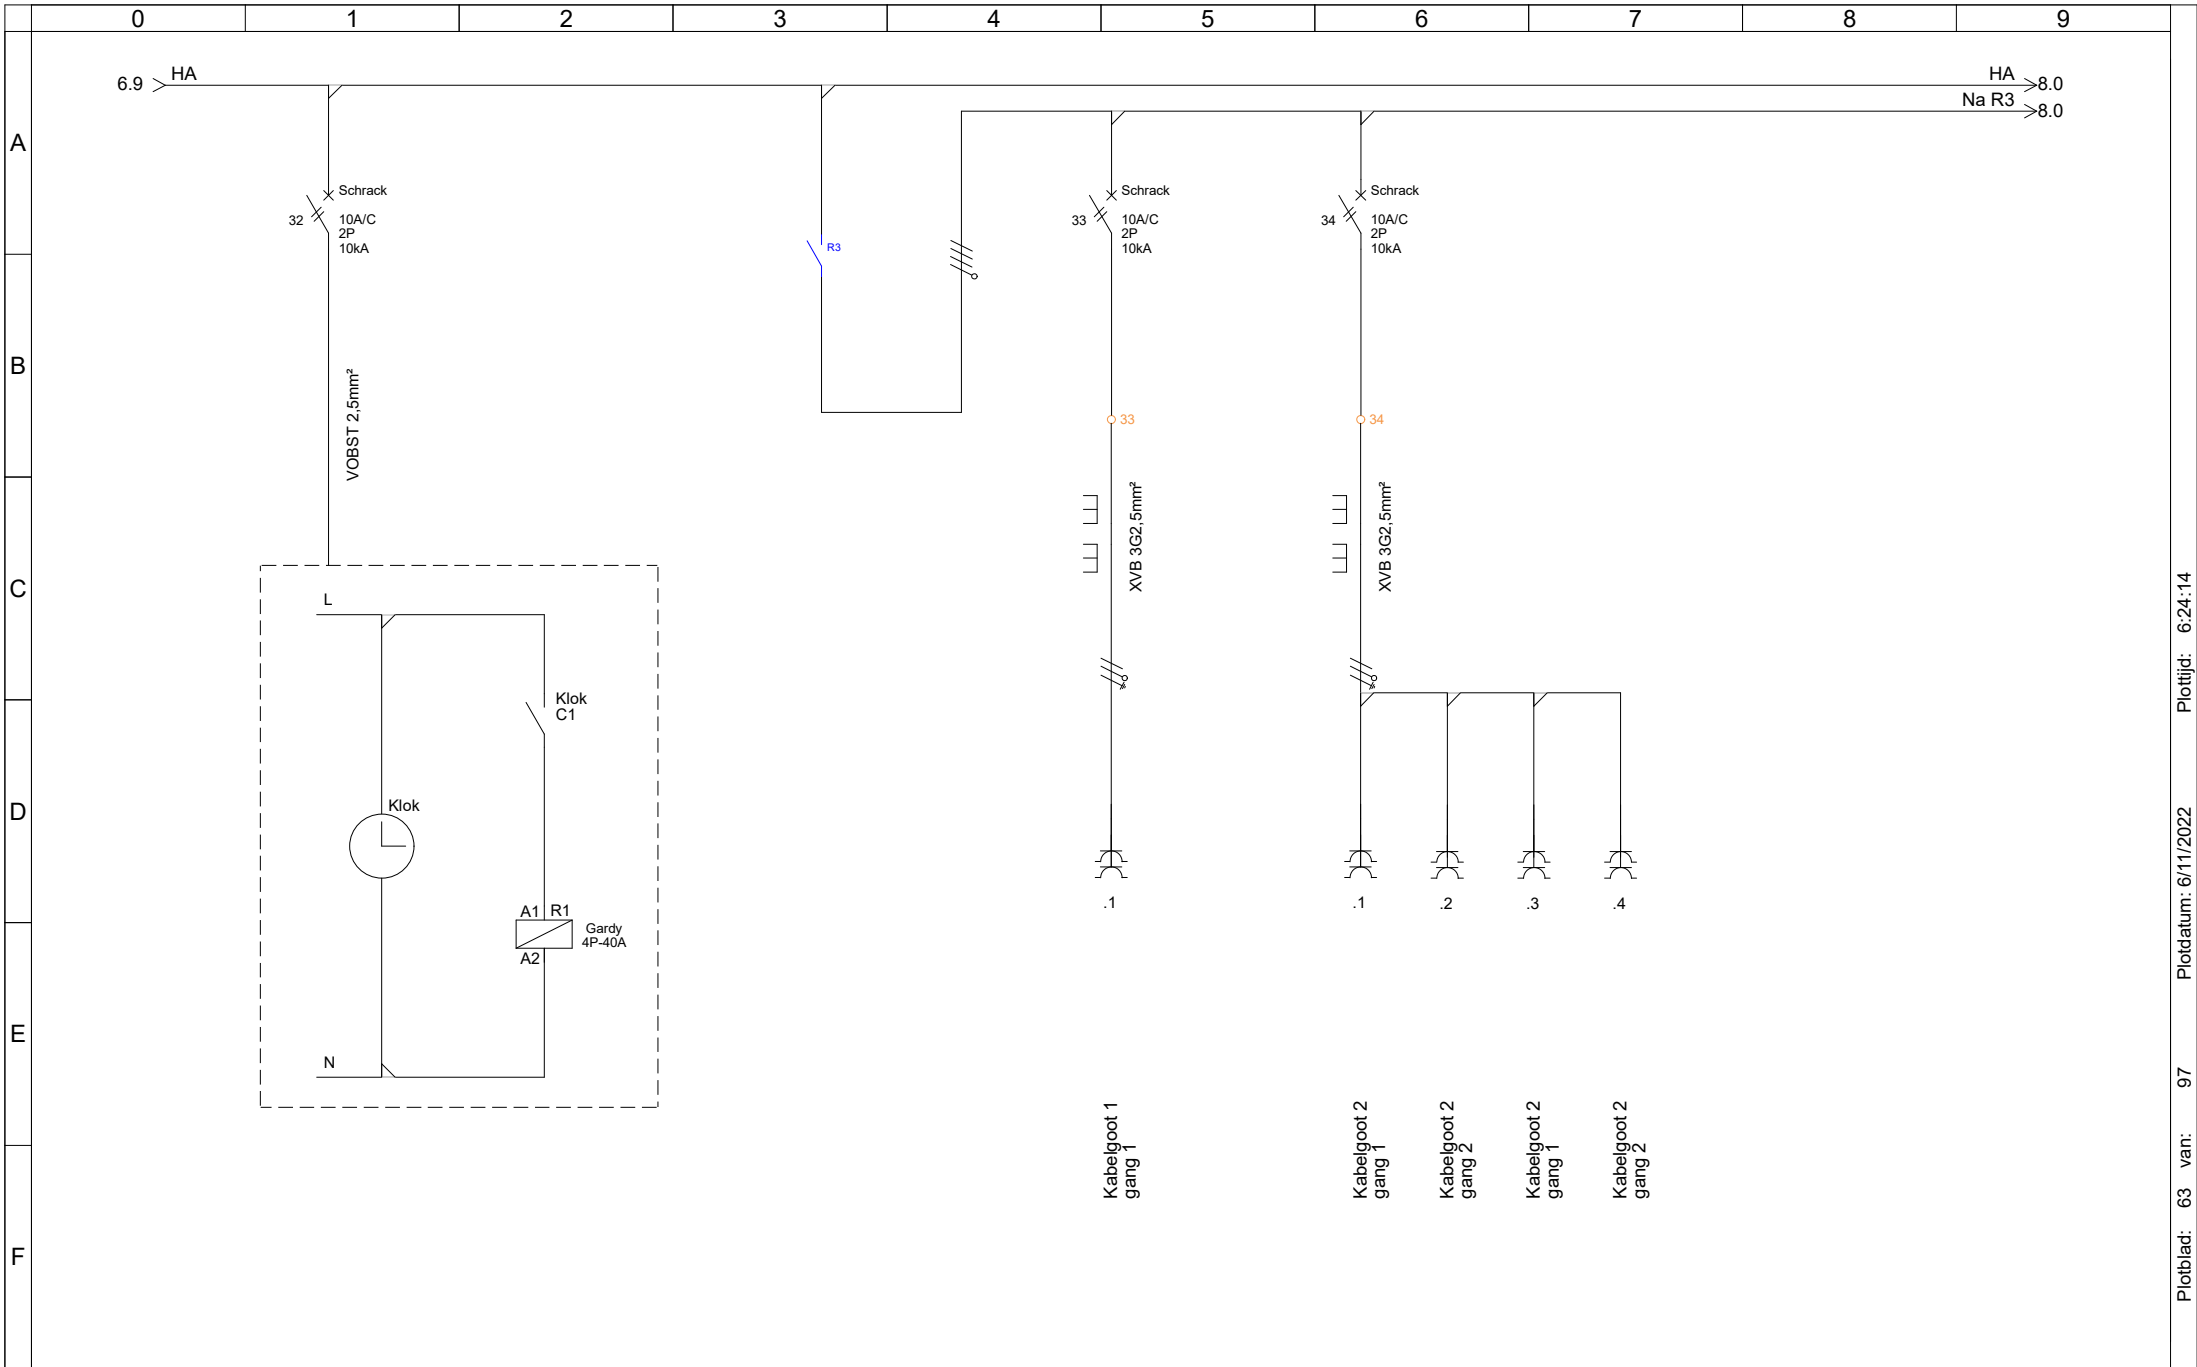 0 1 2 3 4 5 6 7 8 9
A
B
C
D
E
F
6.9
HA
HA
8.0
Na R3
8.0
32
Schrack
10A/C
2P
10kA
R3
33
Schrack
10A/C
2P
10kA
34
Schrack
10A/C
2P
10kA
VOBST 2,5mm²
33
34
XVB 3G2,5mm²
XVB 3G2,5mm²
L
Klok
C1
Klok
A1 R1
Gardy
4P-40A
A2
N
.1
.1
.2
.3
.4
Kabelgoot 1
gang 1
Kabelgoot 2
gang 1
Kabelgoot 2
gang 2
Kabelgoot 2
gang 1
Kabelgoot 2
gang 2
Plotblad: 63 van: 97 Plotdatum: 6/11/2022 Plottijd: 6:24:14